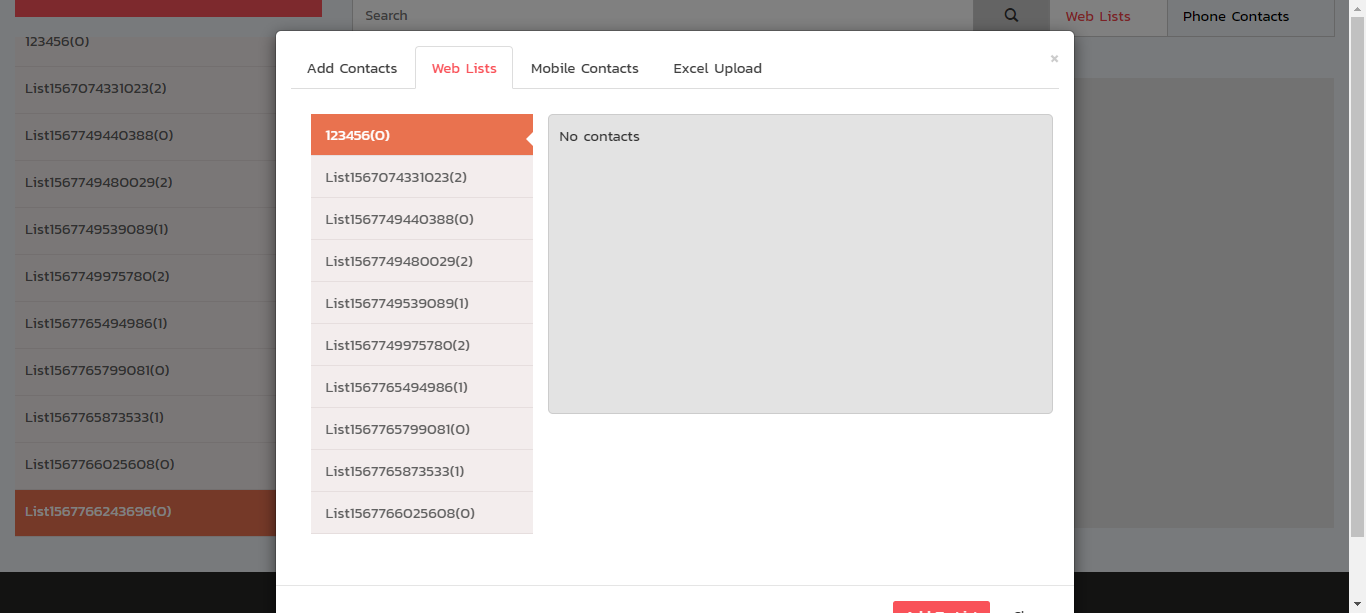 Search
Web Lists
Phone Contacts
123456(0)
List1567074331023(2)
List1567749440388(0)
List1567749480029(2)
List1567749539089(1)
List1567749975780(2)
List1567765494986(1)
List1567765799081(0)
List1567765873533(1)
List1567766025608(0)
List1567766243696(0)
×
Add Contacts
Web Lists
Mobile Contacts
Excel Upload
123456(0)
List1567074331023(2)
List1567749440388(0)
List1567749480029(2)
List1567749539089(1)
List1567749975780(2)
List1567765494986(1)
List1567765799081(0)
List1567765873533(1)
List1567766025608(0)
No contacts
Add To List